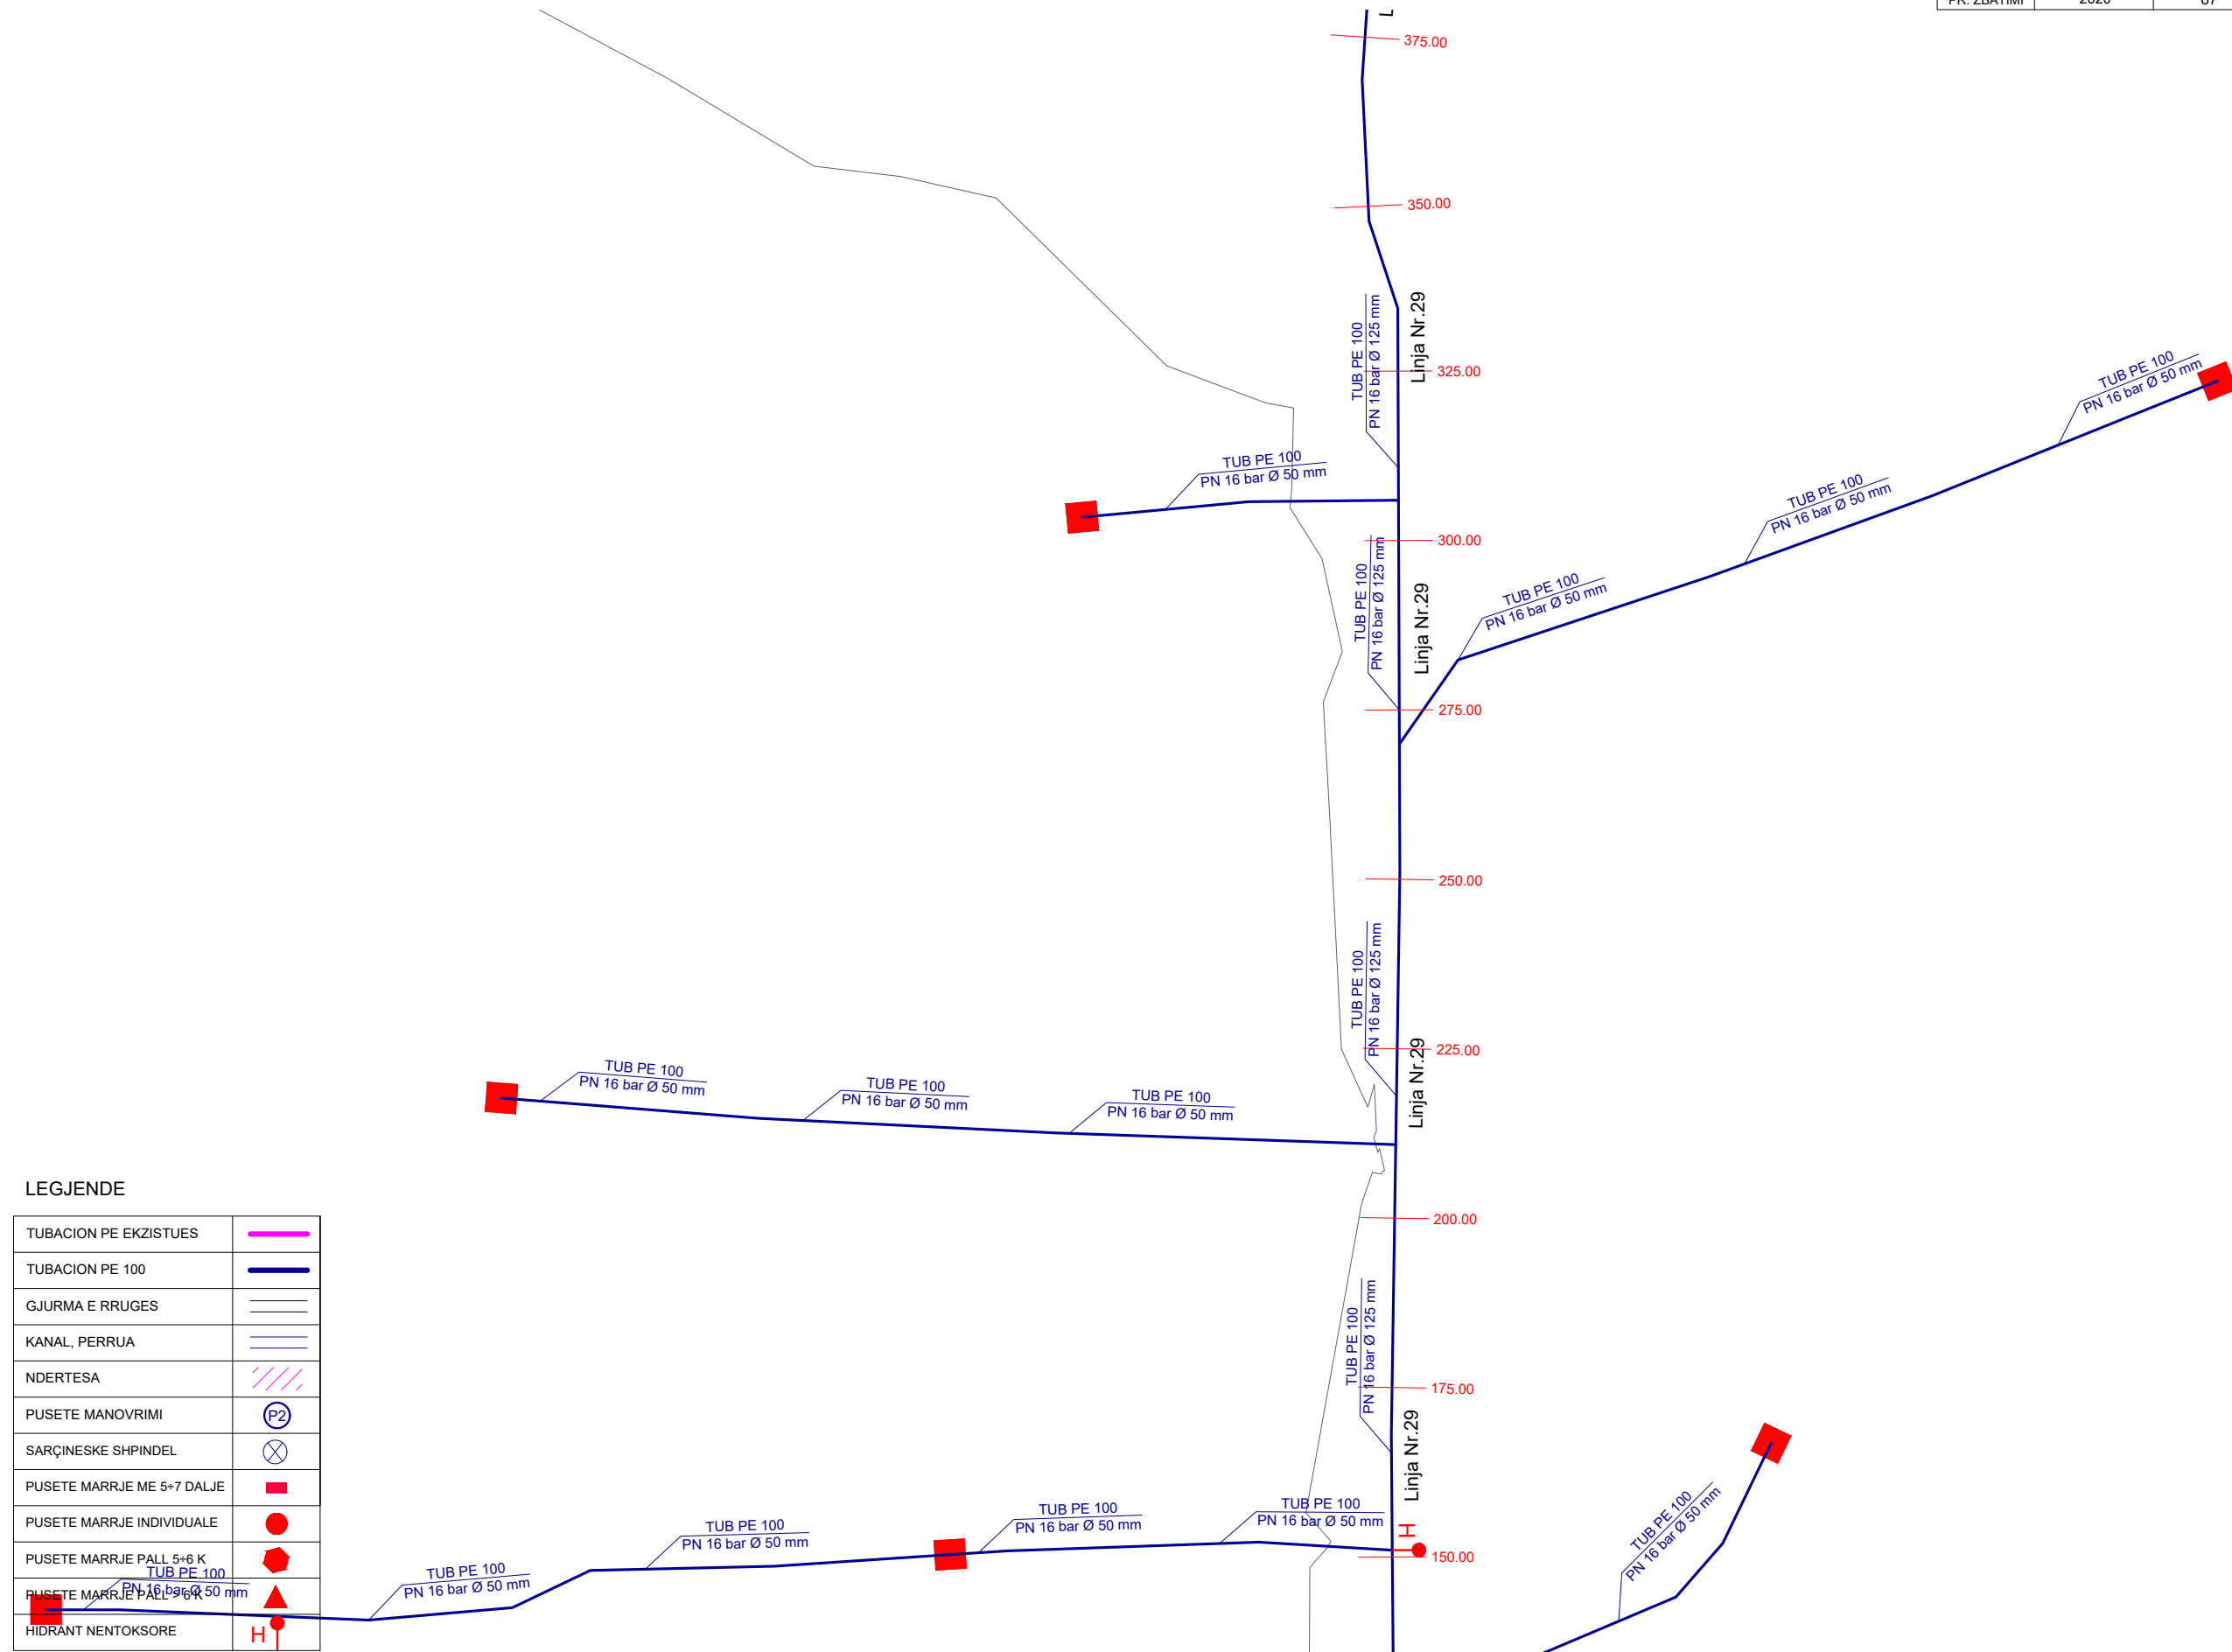 PR. ZBATIMI 2020 07
L
375.00
350.00
TUB PE 100
PN 16 bar Ø 125 mm
Linja Nr.29
325.00
TUB PE 100
PN 16 bar Ø 50 mm
TUB PE 100
PN 16 bar Ø 50 mm
TUB PE 100
PN 16 bar Ø 50 mm
300.00
TUB PE 100
PN 16 bar Ø 125 mm
Linja Nr.29
TUB PE 100
PN 16 bar Ø 50 mm
275.00
250.00
TUB PE 100
PN 16 bar Ø 125 mm
Linja Nr.29
225.00
TUB PE 100
PN 16 bar Ø 50 mm
TUB PE 100
PN 16 bar Ø 50 mm
TUB PE 100
PN 16 bar Ø 50 mm
200.00
TUB PE 100
PN 16 bar Ø 125 mm
175.00
Linja Nr.29
TUB PE 100
PN 16 bar Ø 50 mm
TUB PE 100
PN 16 bar Ø 50 mm
TUB PE 100
PN 16 bar Ø 50 mm
H
150.00
TUB PE 100
PN 16 bar Ø 50 mm
TUB PE 100
PN 16 bar Ø 50 mm
TUB PE 100
PN 16 bar Ø 50 mm
LEGJENDE
TUBACION PE EKZISTUES
TUBACION PE 100
GJURMA E RRUGES
KANAL, PERRUA
NDERTESA
PUSETE MANOVRIMI P2
SARÇINESKE SHPINDEL
PUSETE MARRJE ME 5÷7 DALJE
PUSETE MARRJE INDIVIDUALE
PUSETE MARRJE PALL 5÷6 K
PUSETE MARRJE PALL > 6 K
HIDRANT NENTOKSORE H